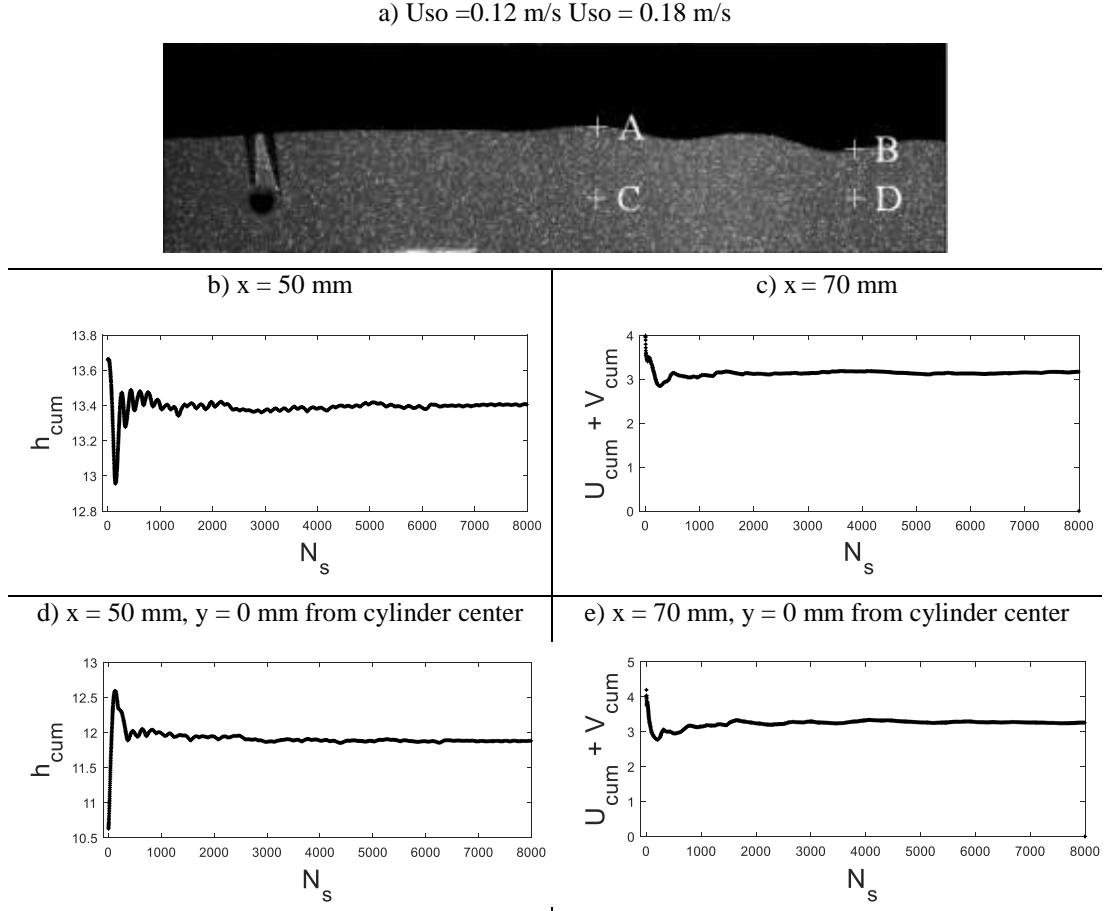 a) Uso =0.12 m/s Uso = 0.18 m/s
A
B
C
D
b) x = 50 mm
c) x = 70 mm
13.8
13.6
13.4
13.2
13
12.8
h_cum
0 1000 2000 3000 4000 5000 6000 7000 8000
N_s
4
3
2
1
0
U_cum + V_cum
0 1000 2000 3000 4000 5000 6000 7000 8000
N_s
d) x = 50 mm, y = 0 mm from cylinder center
e) x = 70 mm, y = 0 mm from cylinder center
13
12.5
12
11.5
11
10.5
h_cum
0 1000 2000 3000 4000 5000 6000 7000 8000
N_s
5
4
3
2
1
0
U_cum + V_cum
0 1000 2000 3000 4000 5000 6000 7000 8000
N_s